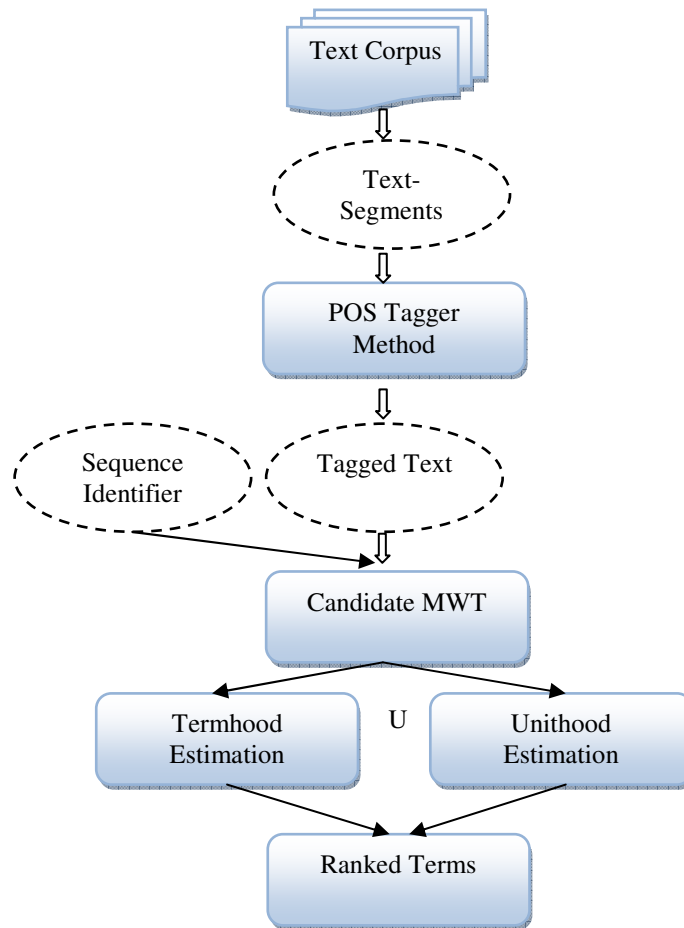 Text Corpus
Text-
Segments
POS Tagger
Method
Sequence
Identifier
Tagged Text
Candidate MWT
Termhood
Estimation
U
Unithood
Estimation
Ranked Terms